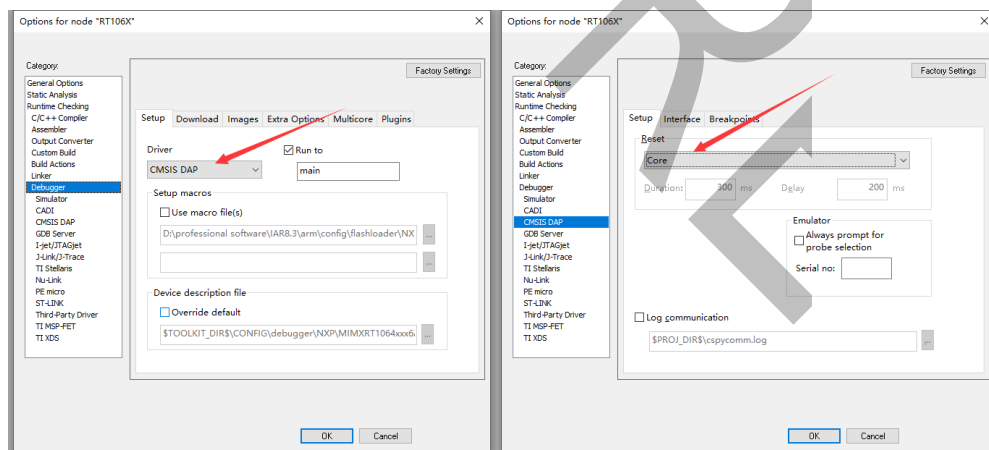 Options for node "RT106X"
Category:
General Options
Static Analysis
Runtime Checking
C/C++ Compiler
Assembler
Output Converter
Custom Build
Build Actions
Linker
Debugger
Simulator
CADI
CMSIS DAP
GDB Server
I-jet/JTAGjet
J-Link/J-Trace
TI Stellaris
Nu-Link
PE micro
ST-LINK
Third-Party Driver
TI MSP-FET
TI XDS
Factory Settings
Setup Download Images Extra Options Multicore Plugins
Driver
CMSIS DAP
Run to
main
Setup macros
Use macro file(s)
D:\professional software\IAR8.3\arm\config\flashloader\NX
...
...
Device description file
Override default
$TOOLKIT_DIR$\CONFIG\debugger\NXP\MIMXRT1064xxx6
...
OK Cancel
Options for node "RT106X"
Category:
General Options
Static Analysis
Runtime Checking
C/C++ Compiler
Assembler
Output Converter
Custom Build
Build Actions
Linker
Debugger
Simulator
CADI
CMSIS DAP
GDB Server
I-jet/JTAGjet
J-Link/J-Trace
TI Stellaris
Nu-Link
PE micro
ST-LINK
Third-Party Driver
TI MSP-FET
TI XDS
Factory Settings
Setup Interface Breakpoints
Reset
Core
Duration: 300 ms Delay 200 ms
Emulator
Always prompt for
probe selection
Serial no:
Log communication
$PROJ_DIR$\cspycomm.log
...
OK Cancel